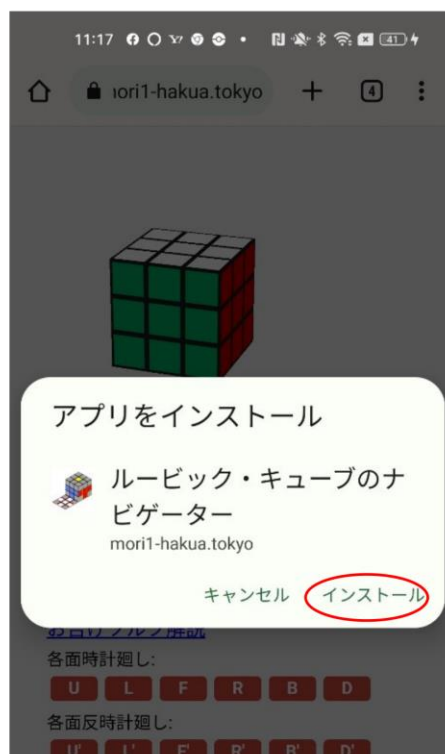 11:17
mori1-hakua.tokyo
4
41
アプリをインストール
ルービック・キューブのナ
ビゲーター
mori1-hakua.tokyo
キャンセル インストール
各面時計廻し:
U L F R B D
各面反時計廻し:
U' L' F' R' B' D'